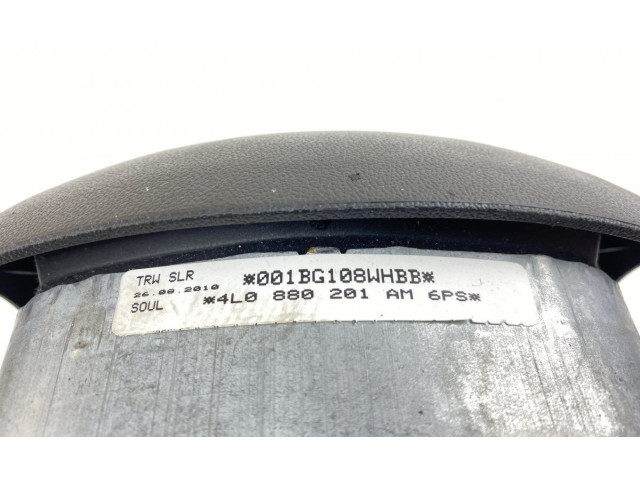 TRW SLR *001BG108WHBB*
26.08.2010
SOUL *4L0 880 201 AM 6PS*